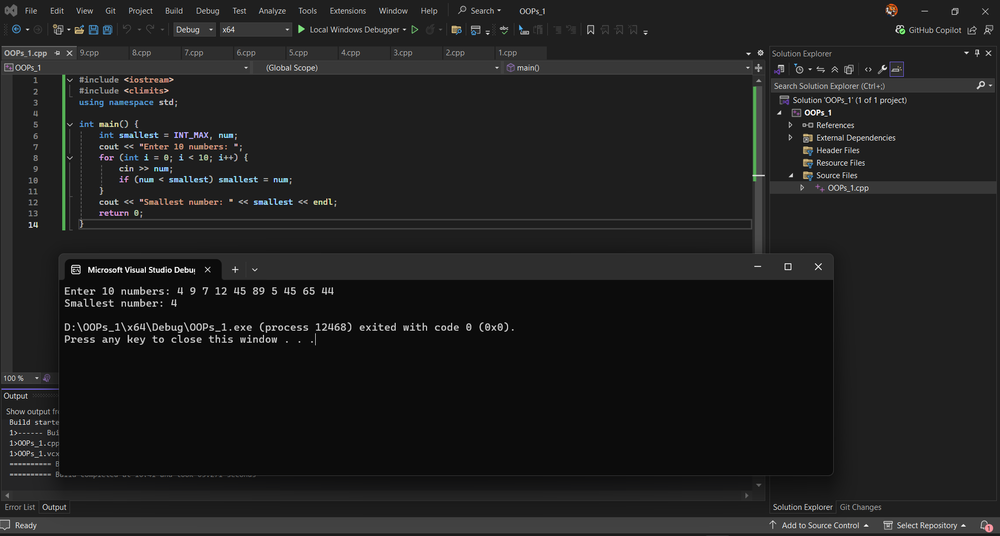 File Edit View Git Project Build Debug Test Analyze Tools Extensions Window Help Search OOPs_1
Debug x64 Local Windows Debugger abc GitHub Copilot
OOPs_1.cpp 9.cpp 8.cpp 7.cpp 6.cpp 5.cpp 4.cpp 3.cpp 2.cpp 1.cpp
OOPs_1 (Global Scope) main()
1 #include <iostream>
2 #include <climits>
3 using namespace std;
4
5 int main() {
6 int smallest = INT_MAX, num;
7 cout << "Enter 10 numbers: ";
8 for (int i = 0; i < 10; i++) {
9 cin >> num;
10 if (num < smallest) smallest = num;
11 }
12 cout << "Smallest number: " << smallest << endl;
13 return 0;
14 }
Solution Explorer
Search Solution Explorer (Ctrl+;)
Solution 'OOPs_1' (1 of 1 project)
OOPs_1
References
External Dependencies
Header Files
Resource Files
Source Files
OOPs_1.cpp
Microsoft Visual Studio Debu
Enter 10 numbers: 4 9 7 12 45 89 5 45 65 44
Smallest number: 4
D:\OOPs_1\x64\Debug\OOPs_1.exe (process 12468) exited with code 0 (0x0).
Press any key to close this window . . .
100 %
Output
Show output fr
Build starte
1>------ Bui
1>OOPs_1.cpp
1>OOPs_1.vcx
========== B
========== Build completed at
Error List Output
Solution Explorer Git Changes
Ready Add to Source Control Select Repository 1